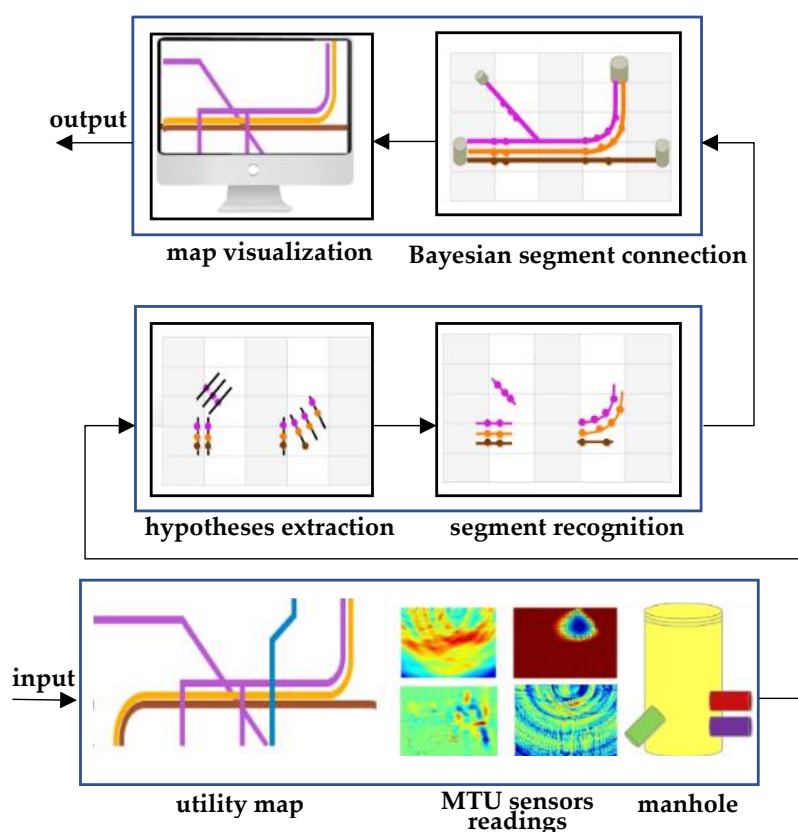 output
map visualization
Bayesian segment connection
hypotheses extraction
segment recognition
input
utility map
MTU sensors
readings
manhole